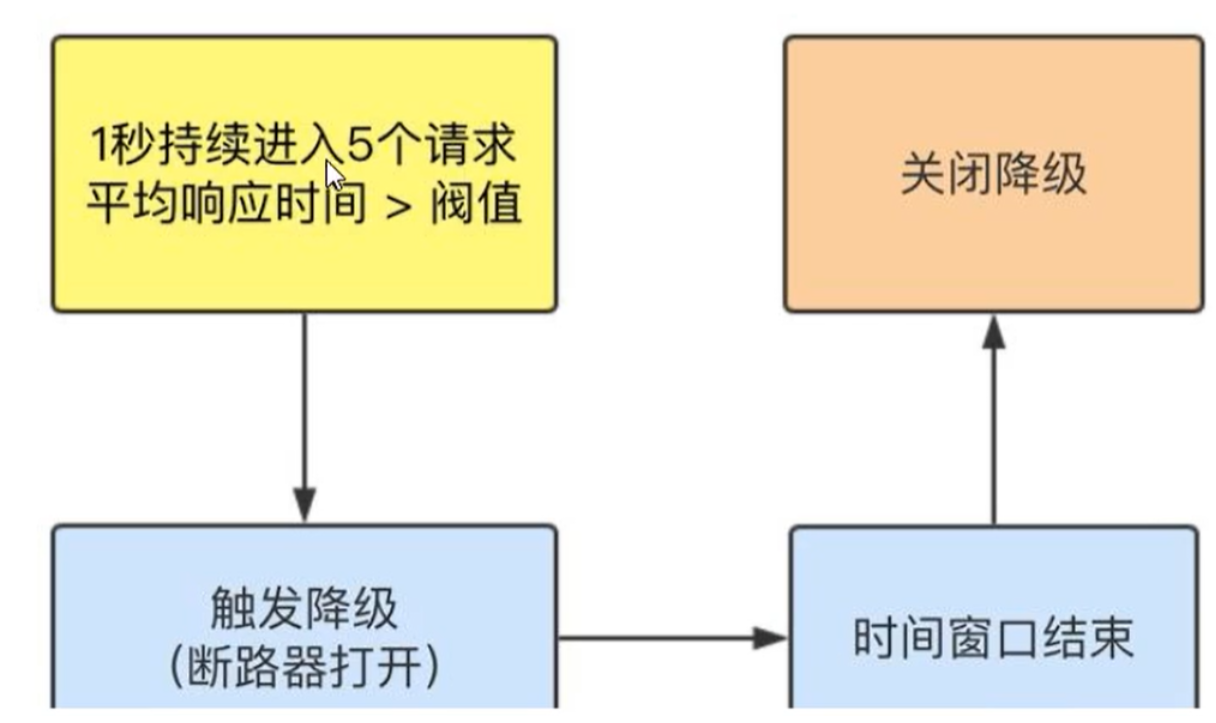 1秒持续进入5个请求
平均响应时间 > 阀值
触发降级
(断路器打开)
时间窗口结束
关闭降级